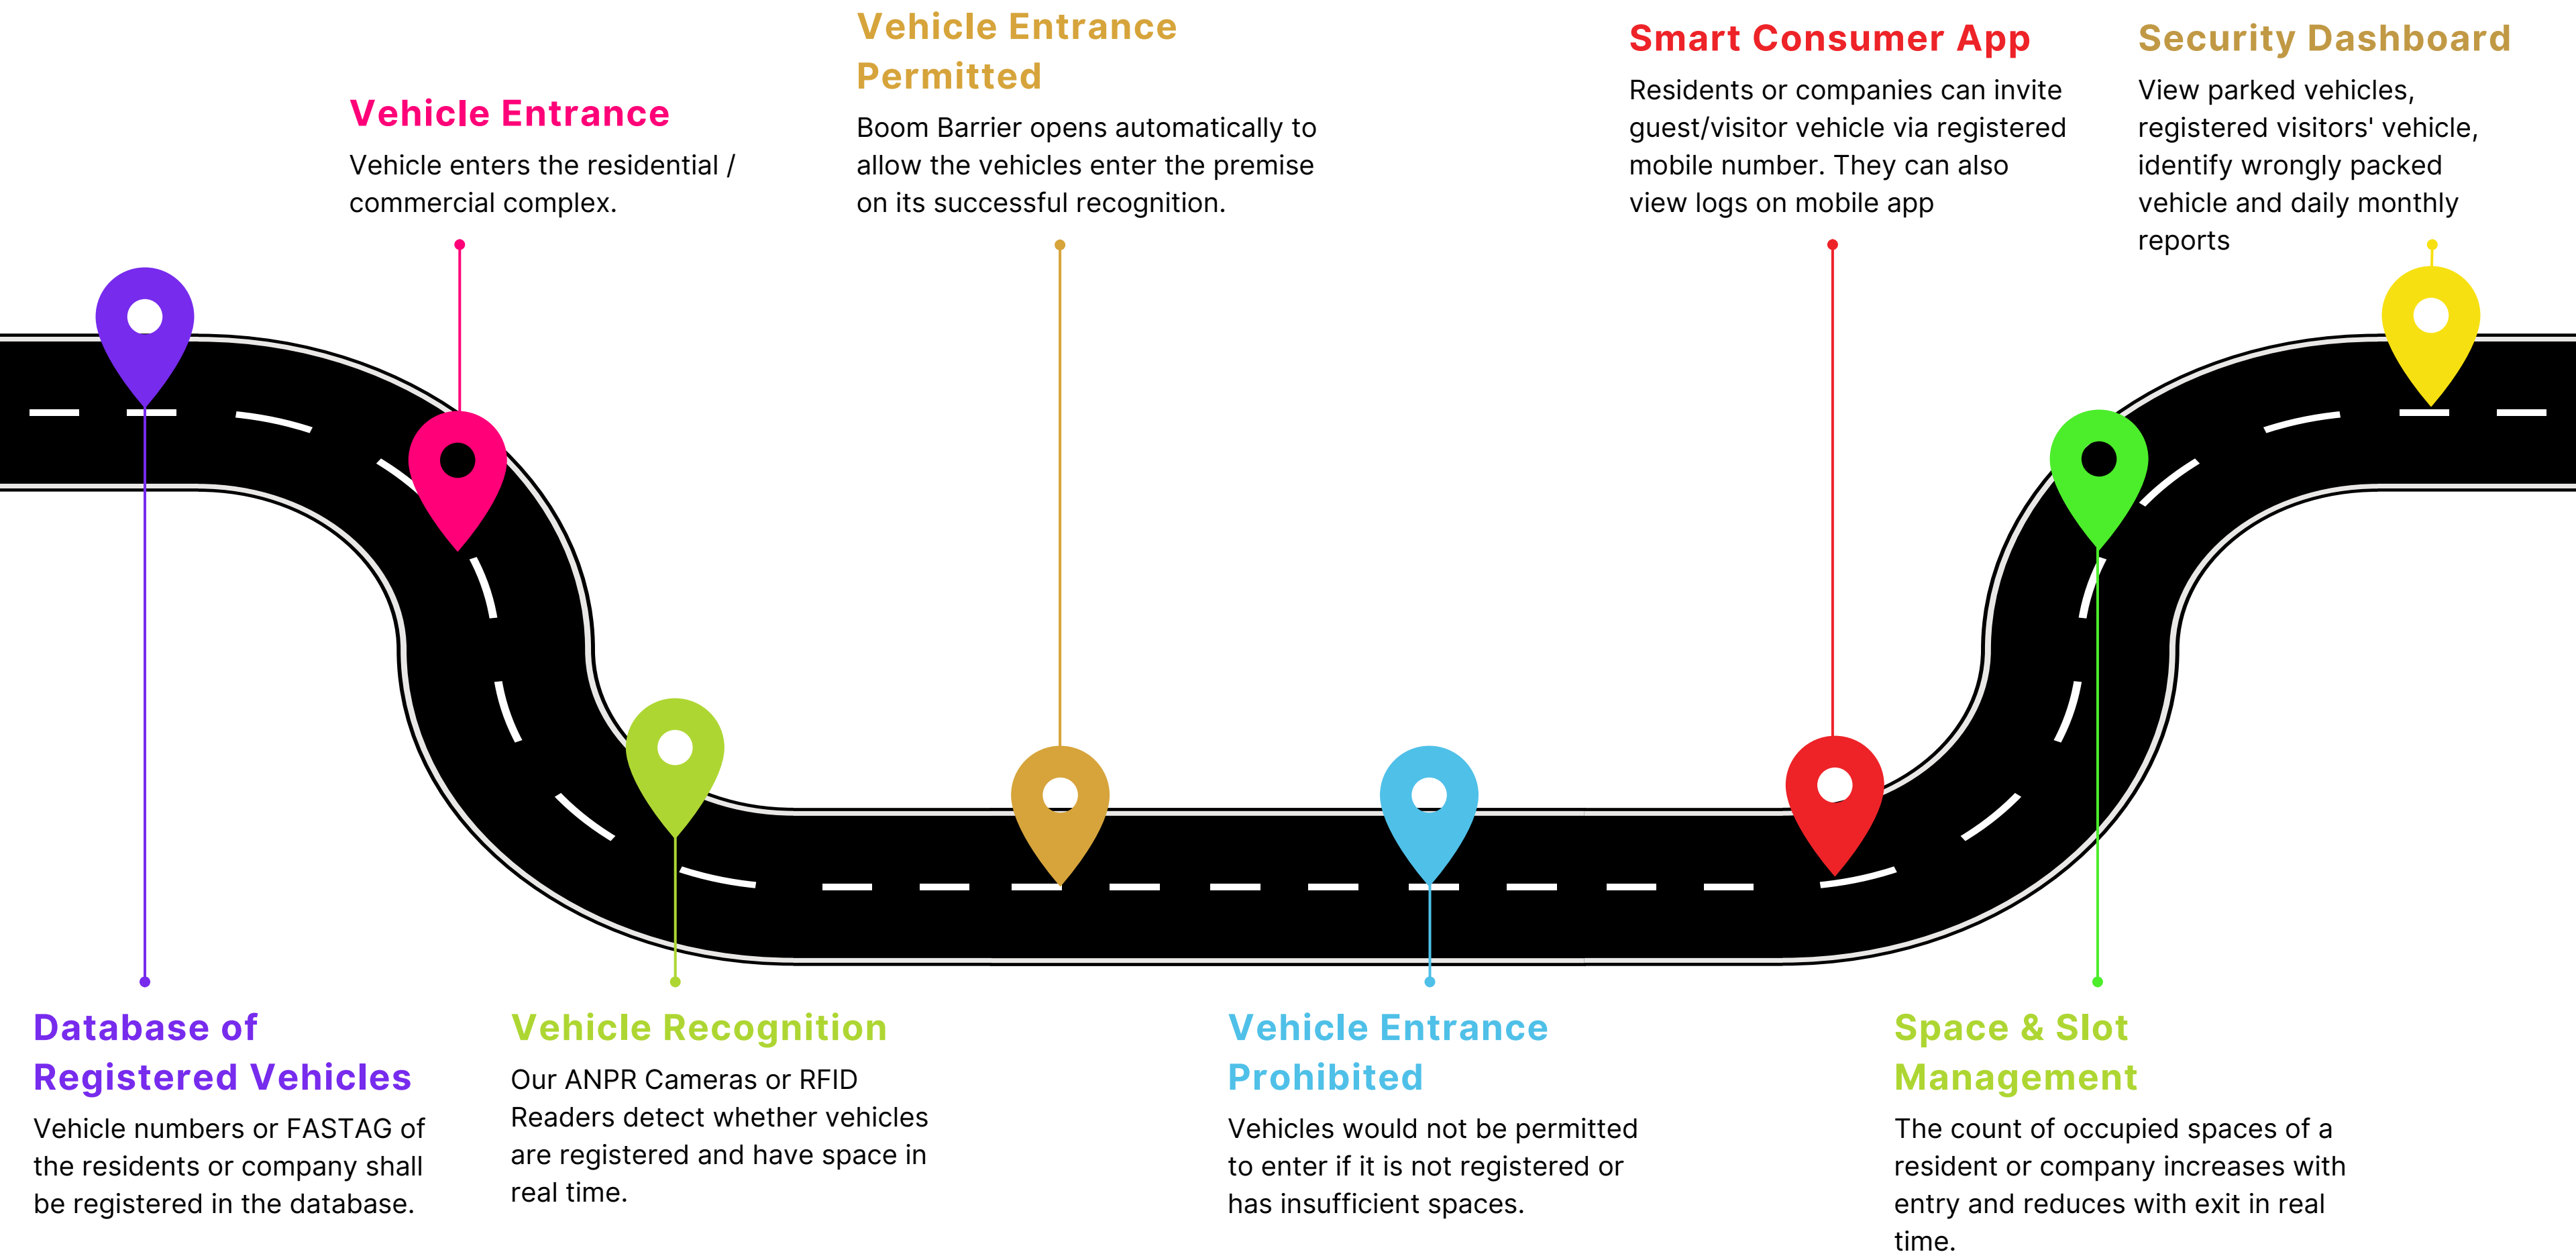 Database of
Registered Vehicles
Vehicle numbers or FASTAG of
the residents or company shall
be registered in the database.
Vehicle Entrance
Vehicle enters the residential /
commercial complex.
Vehicle Recognition
Our ANPR Cameras or RFID
Readers detect whether vehicles
are registered and have space in
real time.
Vehicle Entrance
Permitted
Boom Barrier opens automatically to
allow the vehicles enter the premise
on its successful recognition.
Vehicle Entrance
Prohibited
Vehicles would not be permitted
to enter if it is not registered or
has insufficient spaces.
Smart Consumer App
Residents or companies can invite
guest/visitor vehicle via registered
mobile number. They can also
view logs on mobile app
Space & Slot
Management
The count of occupied spaces of a
resident or company increases with
entry and reduces with exit in real
time.
Security Dashboard
View parked vehicles,
registered visitors' vehicle,
identify wrongly packed
vehicle and daily monthly
reports